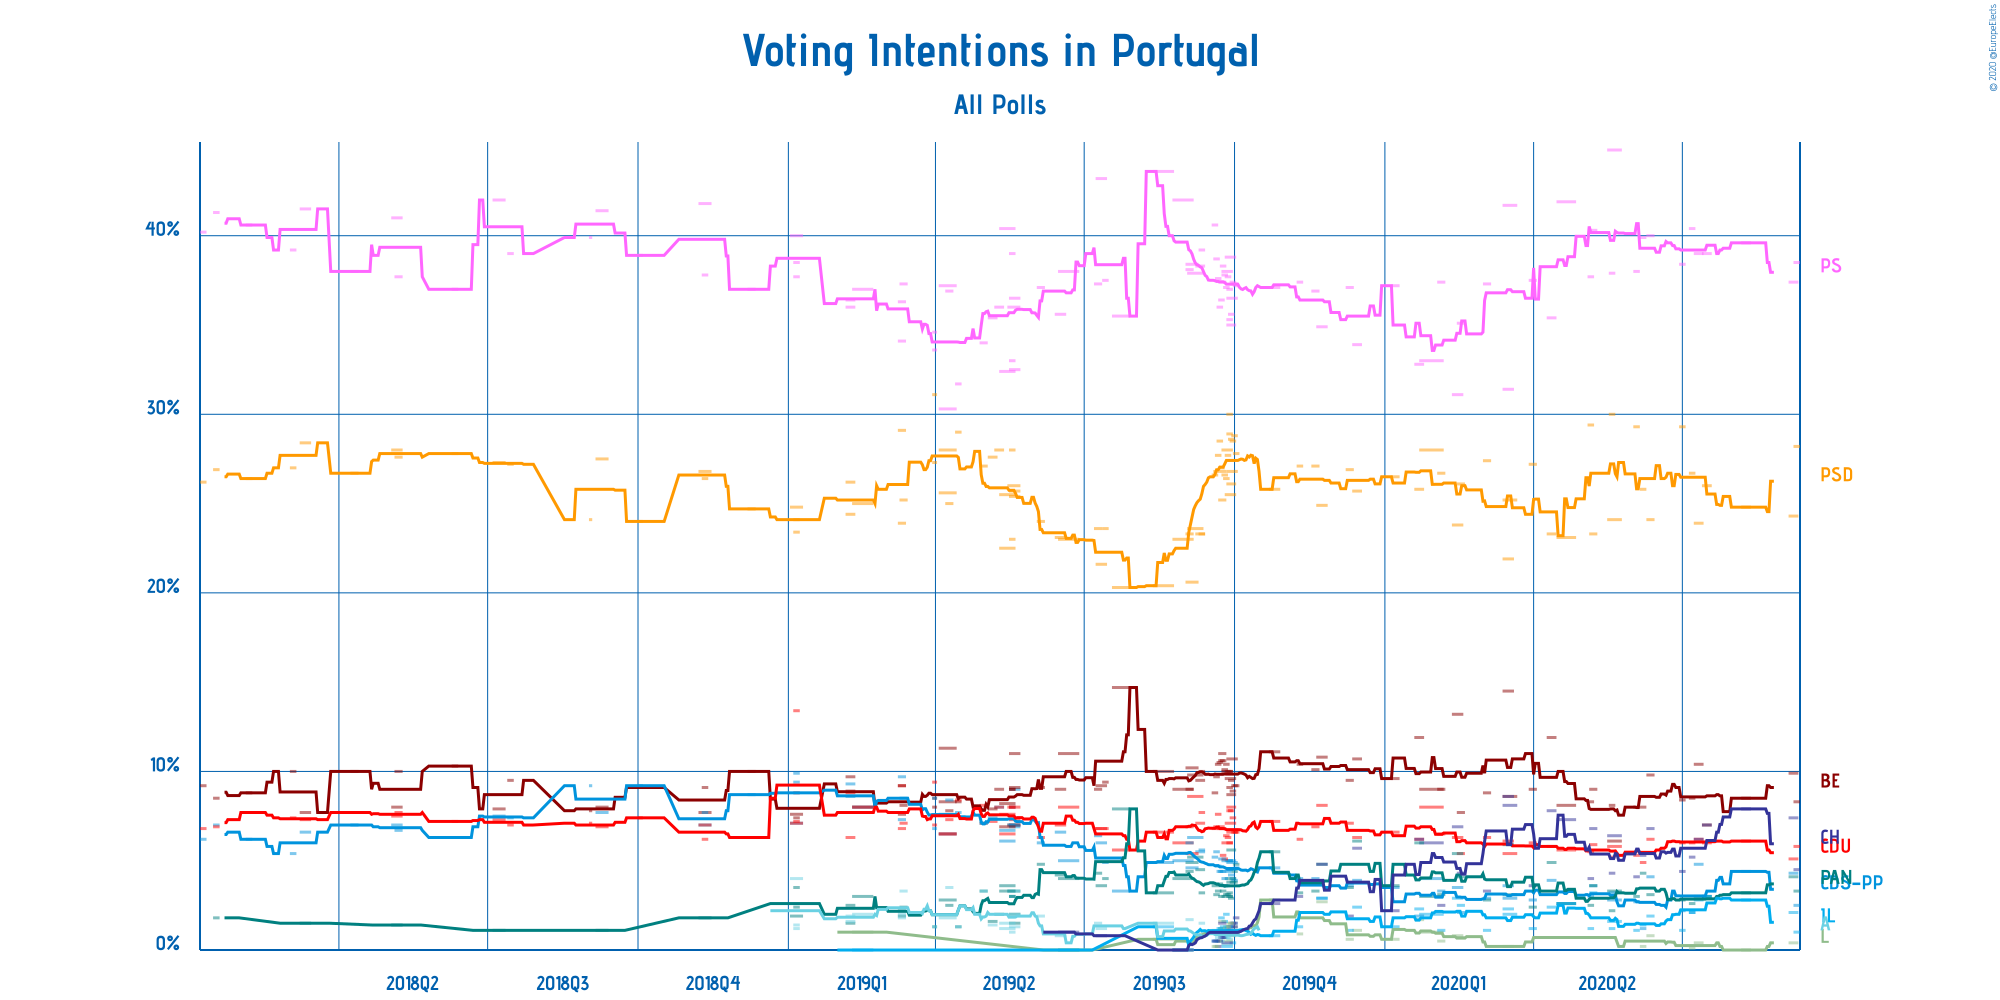 Voting Intentions in Portugal
All Polls
© 2020 @EuropeElects
40%
30%
20%
10%
0%
PS
PSD
BE
CH
CDU
PAN
CDS-PP
IL
A
L
2018Q2 2018Q3 2018Q4 2019Q1 2019Q2 2019Q3 2019Q4 2020Q1 2020Q2